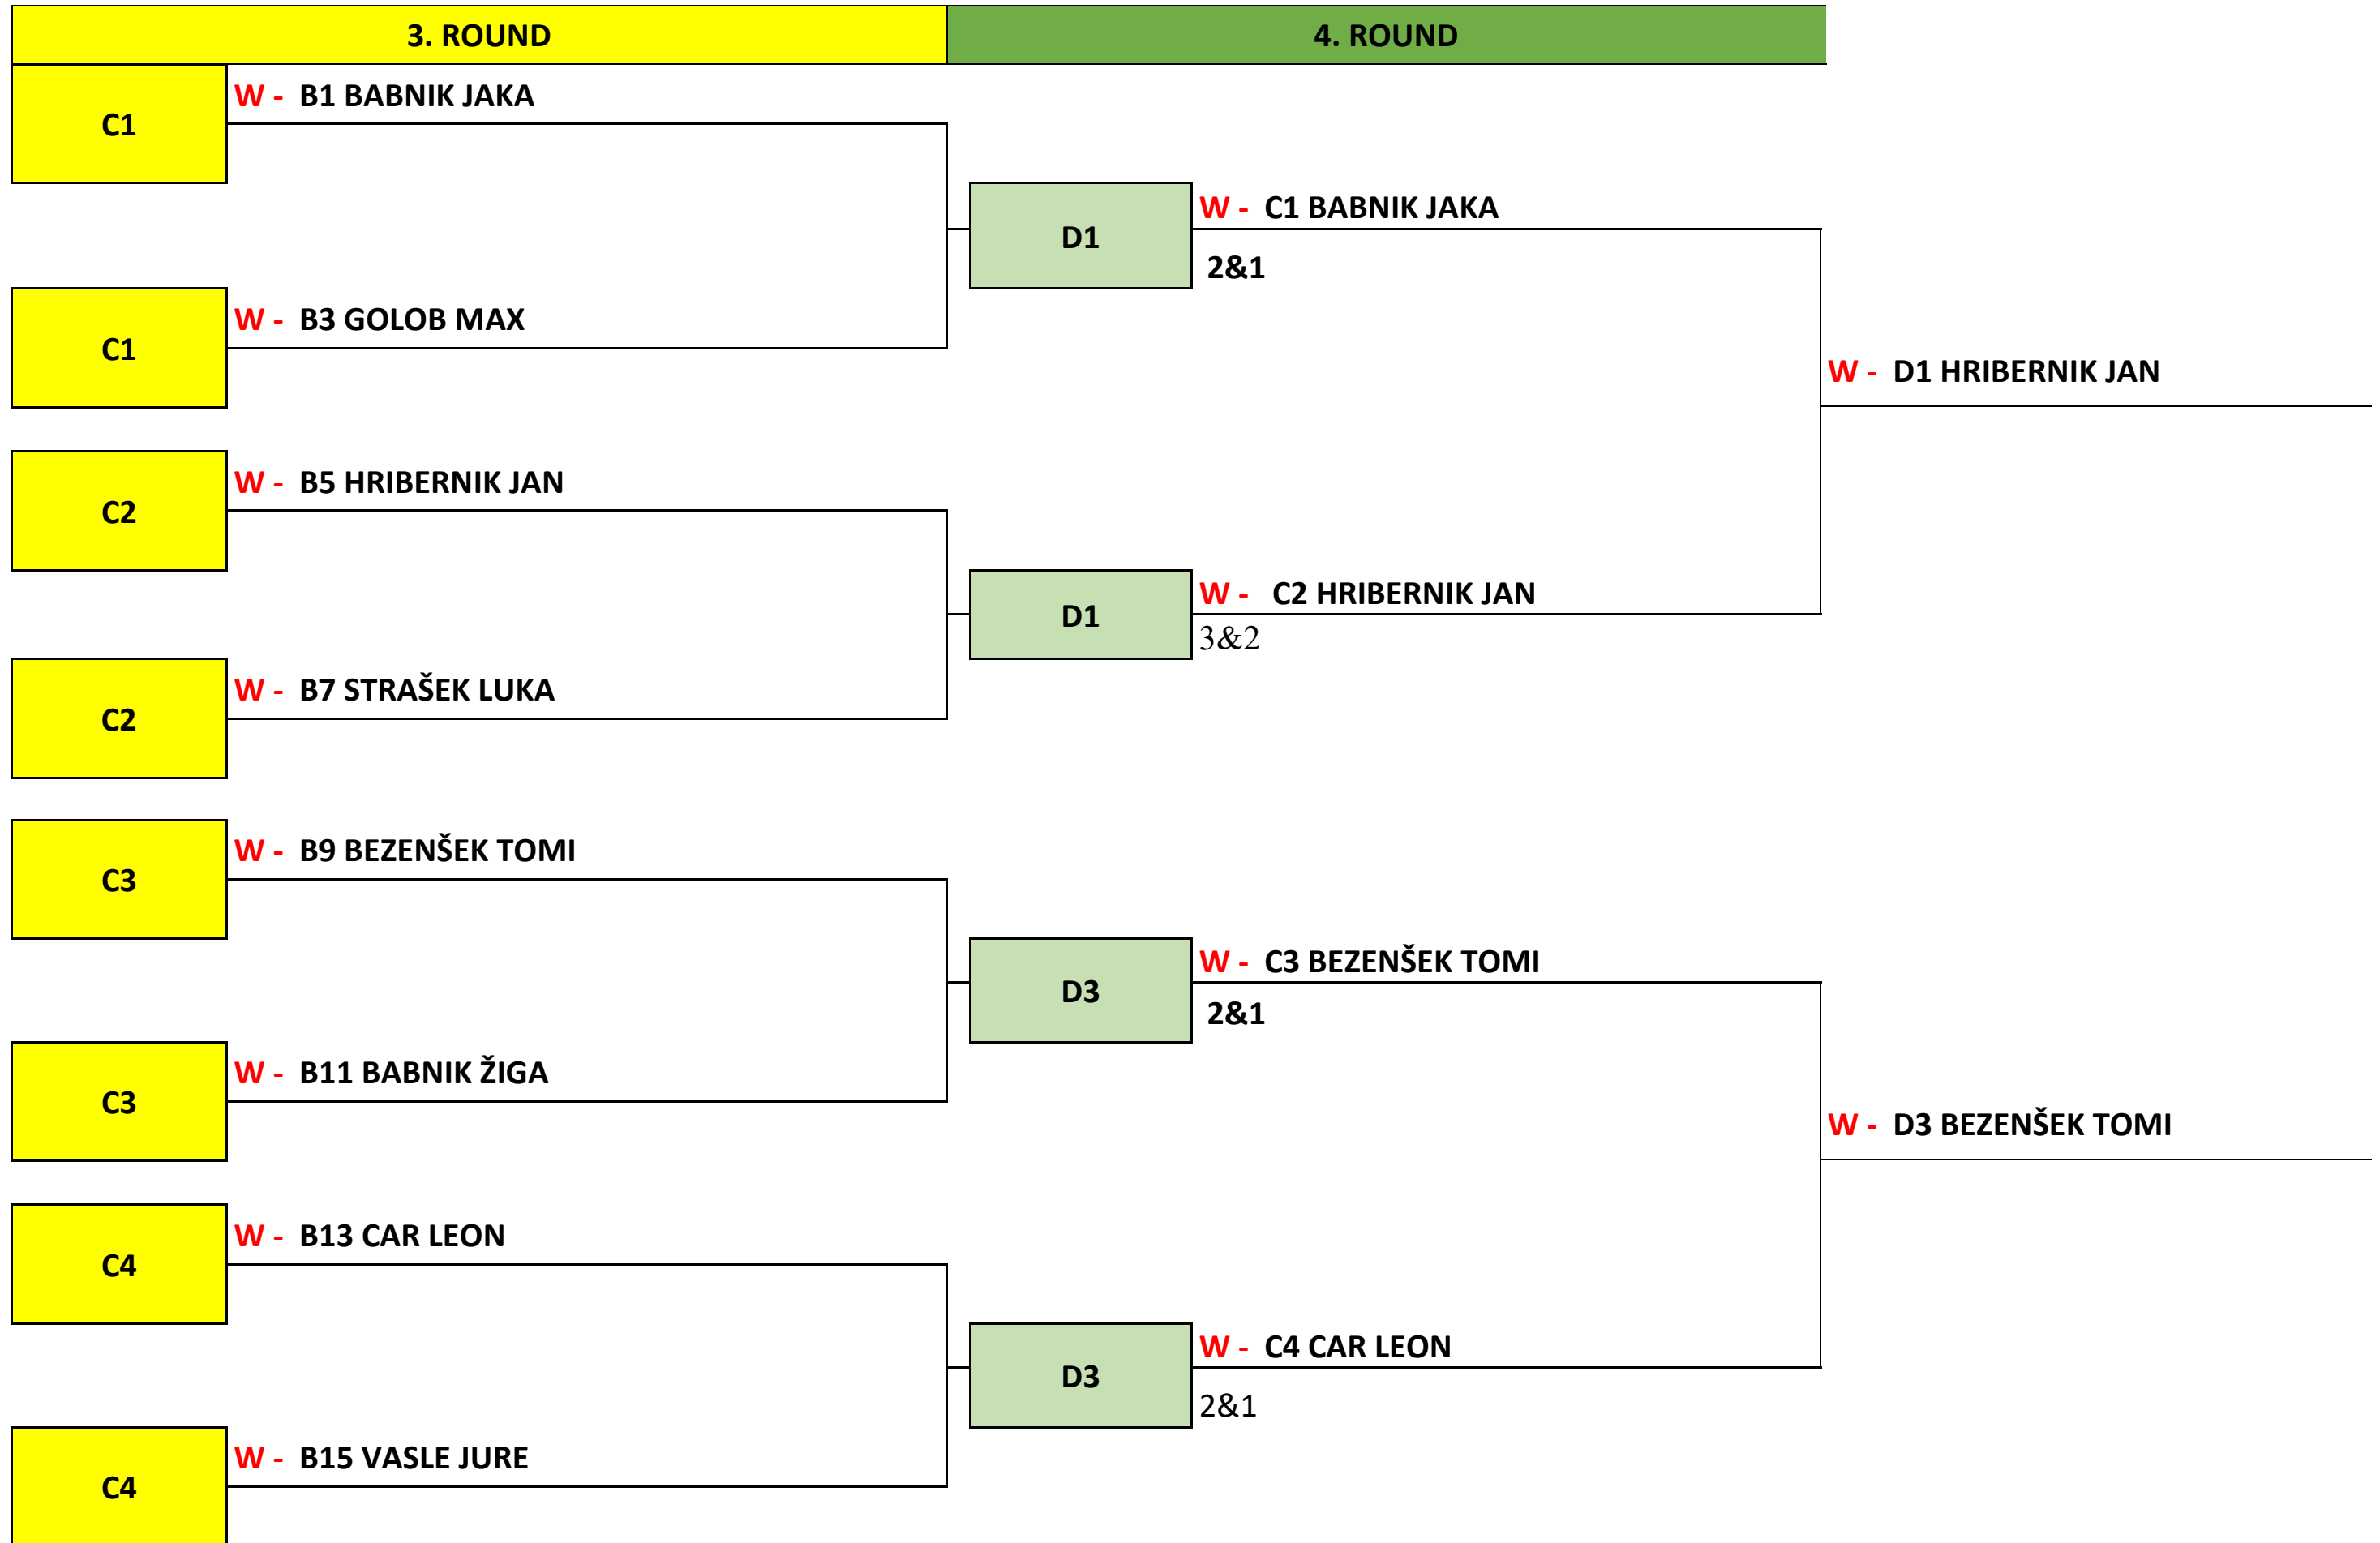 3. ROUND 4. ROUND
C1 W - B1 BABNIK JAKA
D1 W - C1 BABNIK JAKA
2&1
C1 W - B3 GOLOB MAX
W - D1 HRIBERNIK JAN
C2 W - B5 HRIBERNIK JAN
D1 W - C2 HRIBERNIK JAN
3&2
C2 W - B7 STRAŠEK LUKA
C3 W - B9 BEZENŠEK TOMI
D3 W - C3 BEZENŠEK TOMI
2&1
C3 W - B11 BABNIK ŽIGA
W - D3 BEZENŠEK TOMI
C4 W - B13 CAR LEON
D3 W - C4 CAR LEON
2&1
C4 W - B15 VASLE JURE